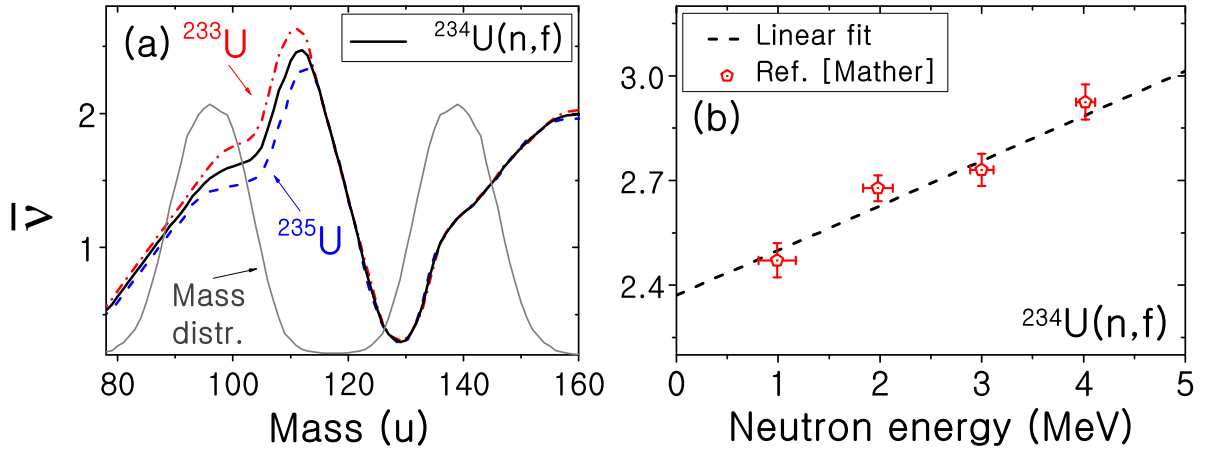 (a)
²³³U
²³⁴U(n,f)
²³⁵U
Mass
distr.
ν̅
2
1
80
100
120
140
160
Mass (u)
Linear fit
Ref. [Mather]
(b)
²³⁴U(n,f)
3.0
2.7
2.4
0
1
2
3
4
5
Neutron energy (MeV)